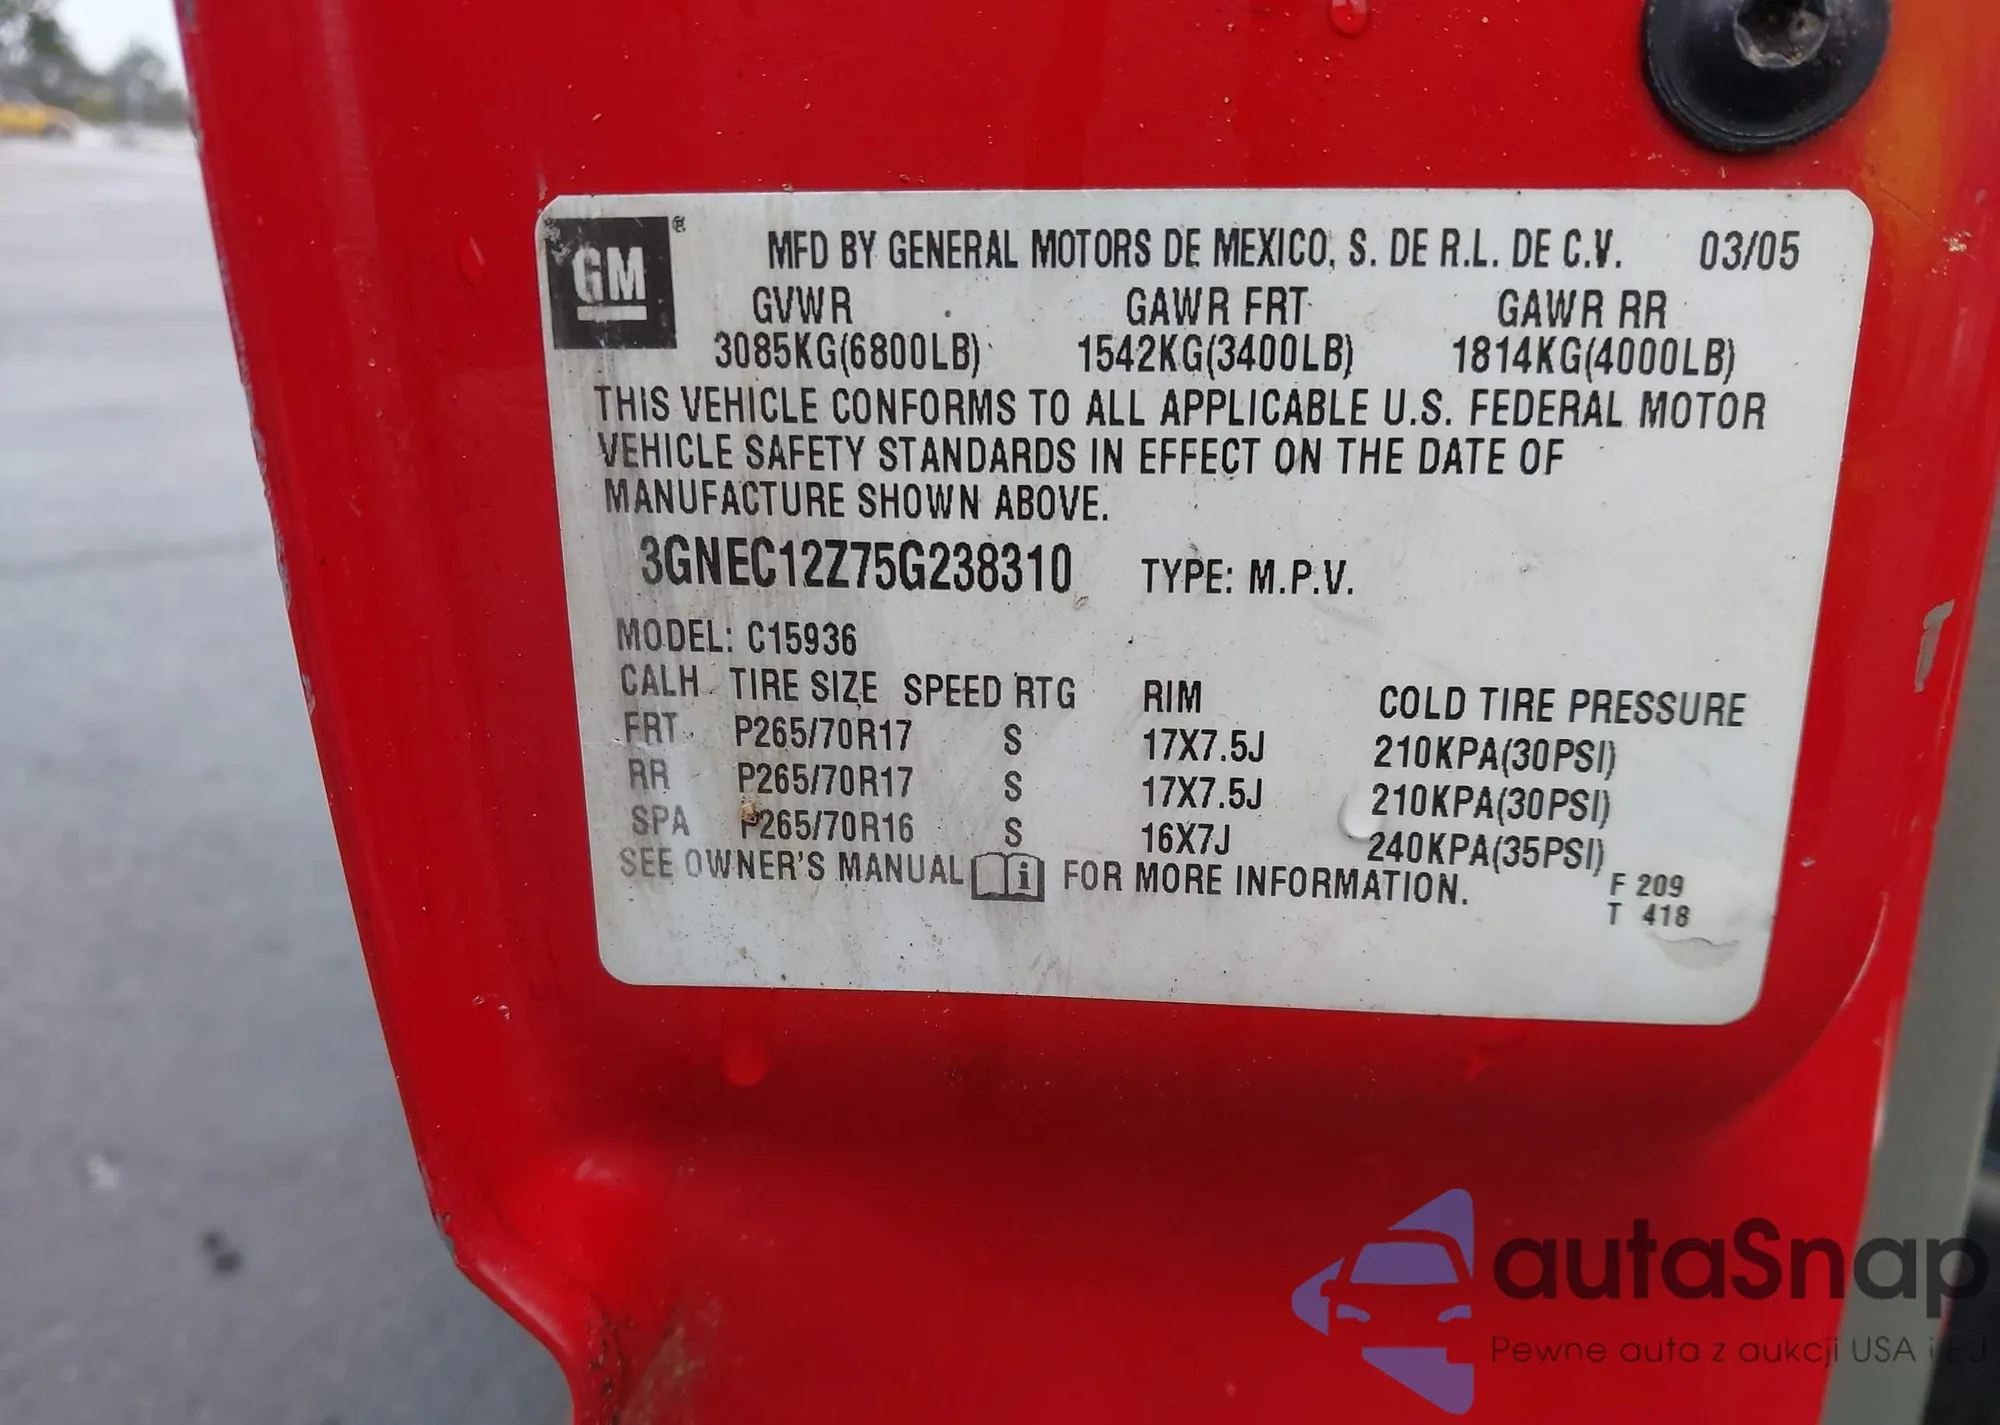 GM®
MFD BY GENERAL MOTORS DE MEXICO, S. DE R.L. DE C.V. 03/05
GVWR GAWR FRT GAWR RR
3085KG(6800LB) 1542KG(3400LB) 1814KG(4000LB)
THIS VEHICLE CONFORMS TO ALL APPLICABLE U.S. FEDERAL MOTOR
VEHICLE SAFETY STANDARDS IN EFFECT ON THE DATE OF
MANUFACTURE SHOWN ABOVE.
3GNEC12Z75G238310 TYPE: M.P.V.
MODEL: C15936
CALH TIRE SIZE SPEED RTG RIM COLD TIRE PRESSURE
FRT P265/70R17 S 17X7.5J 210KPA(30PSI)
RR P265/70R17 S 17X7.5J 210KPA(30PSI)
SPA P265/70R16 S 16X7J 240KPA(35PSI)
SEE OWNER'S MANUAL i FOR MORE INFORMATION.
F 209
T 418
autaSnap
Pewne auta z aukcji USA i EJ